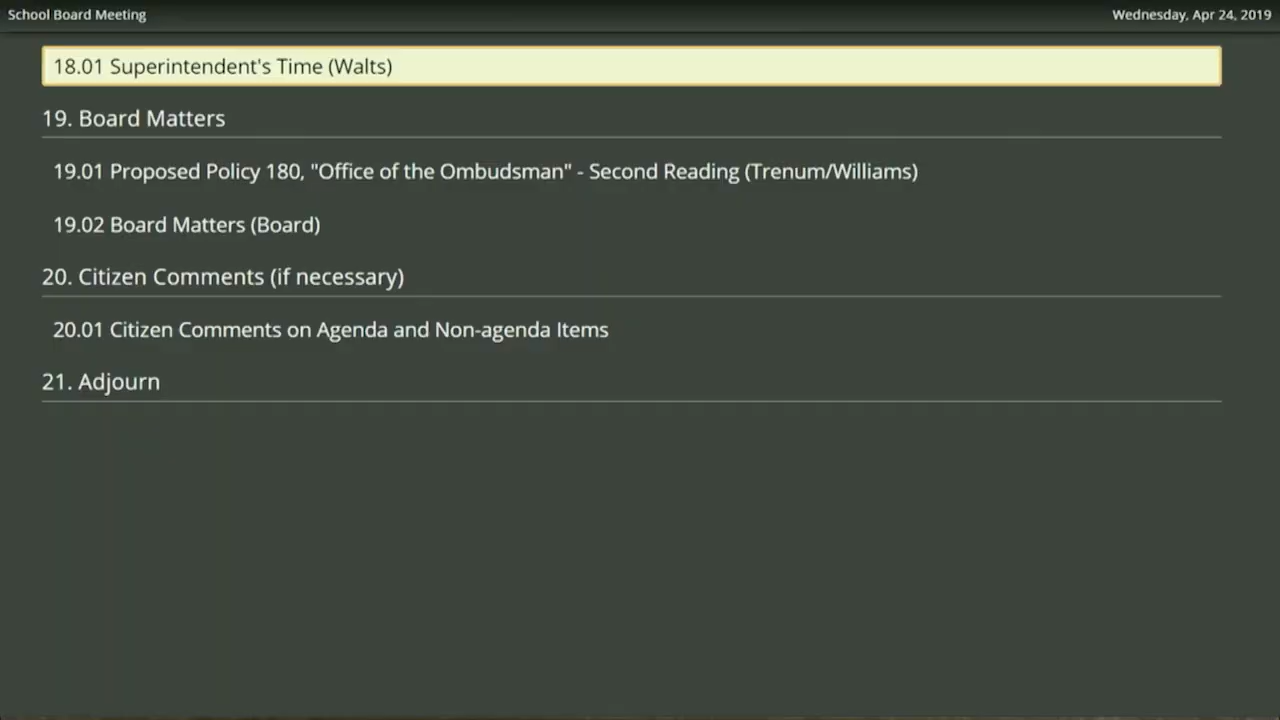 School Board Meeting
Wednesday, Apr 24, 2019
18.01 Superintendent's Time (Walts)
19. Board Matters
19.01 Proposed Policy 180, "Office of the Ombudsman" - Second Reading (Trenum/Williams)
19.02 Board Matters (Board)
20. Citizen Comments (if necessary)
20.01 Citizen Comments on Agenda and Non-agenda Items
21. Adjourn